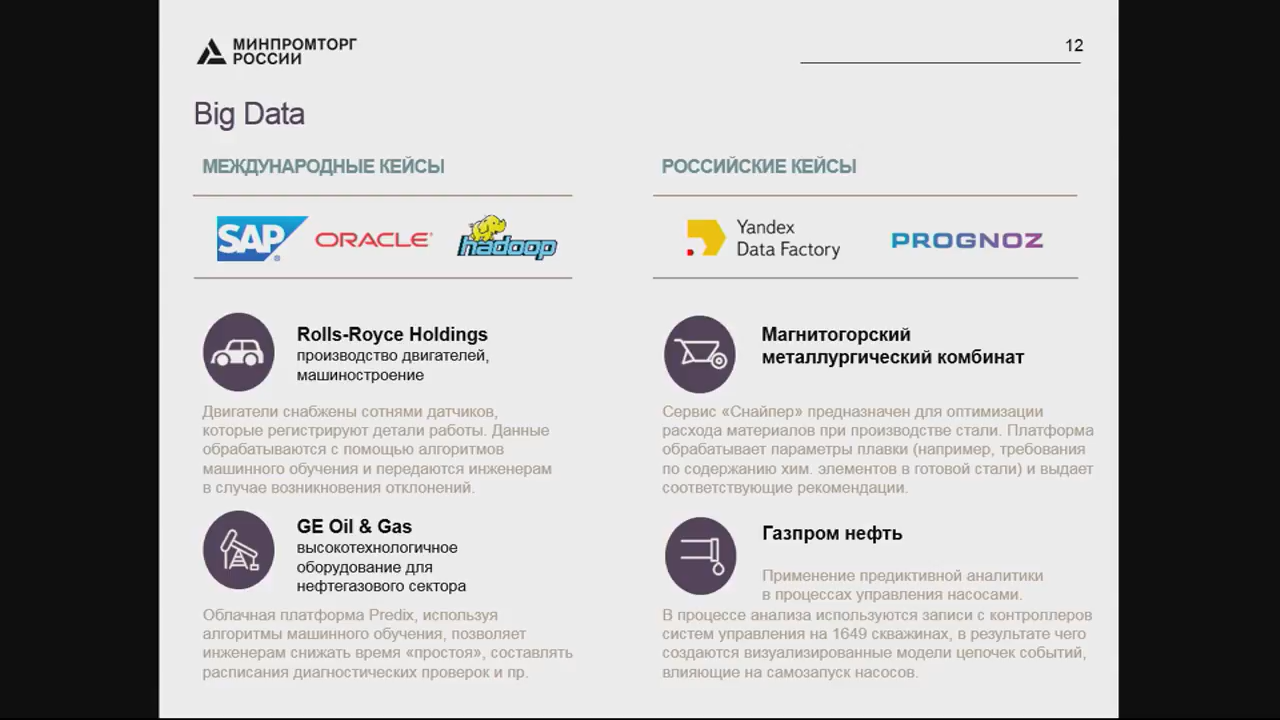 МИНПРОМТОРГ
РОССИИ
12
Big Data
МЕЖДУНАРОДНЫЕ КЕЙСЫ
SAP
ORACLE
hadoop
Rolls-Royce Holdings
производство двигателей,
машиностроение
Двигатели снабжены сотнями датчиков,
которые регистрируют детали работы. Данные
обрабатываются с помощью алгоритмов
машинного обучения и передаются инженерам
в случае возникновения отклонений.
GE Oil & Gas
высокотехнологичное
оборудование для
нефтегазового сектора
Облачная платформа Predix, используя
алгоритмы машинного обучения, позволяет
инженерам снижать время «простоя», составлять
расписания диагностических проверок и пр.
РОССИЙСКИЕ КЕЙСЫ
Yandex
Data Factory
PROGNOZ
Магнитогорский
металлургический комбинат
Сервис «Снайпер» предназначен для оптимизации
расхода материалов при производстве стали. Платформа
обрабатывает параметры плавки (например, требования
по содержанию хим. элементов в готовой стали) и выдает
соответствующие рекомендации.
Газпром нефть
Применение предиктивной аналитики
в процессах управления насосами.
В процессе анализа используются записи с контроллеров
систем управления на 1649 скважинах, в результате чего
создаются визуализированные модели цепочек событий,
влияющие на самозапуск насосов.